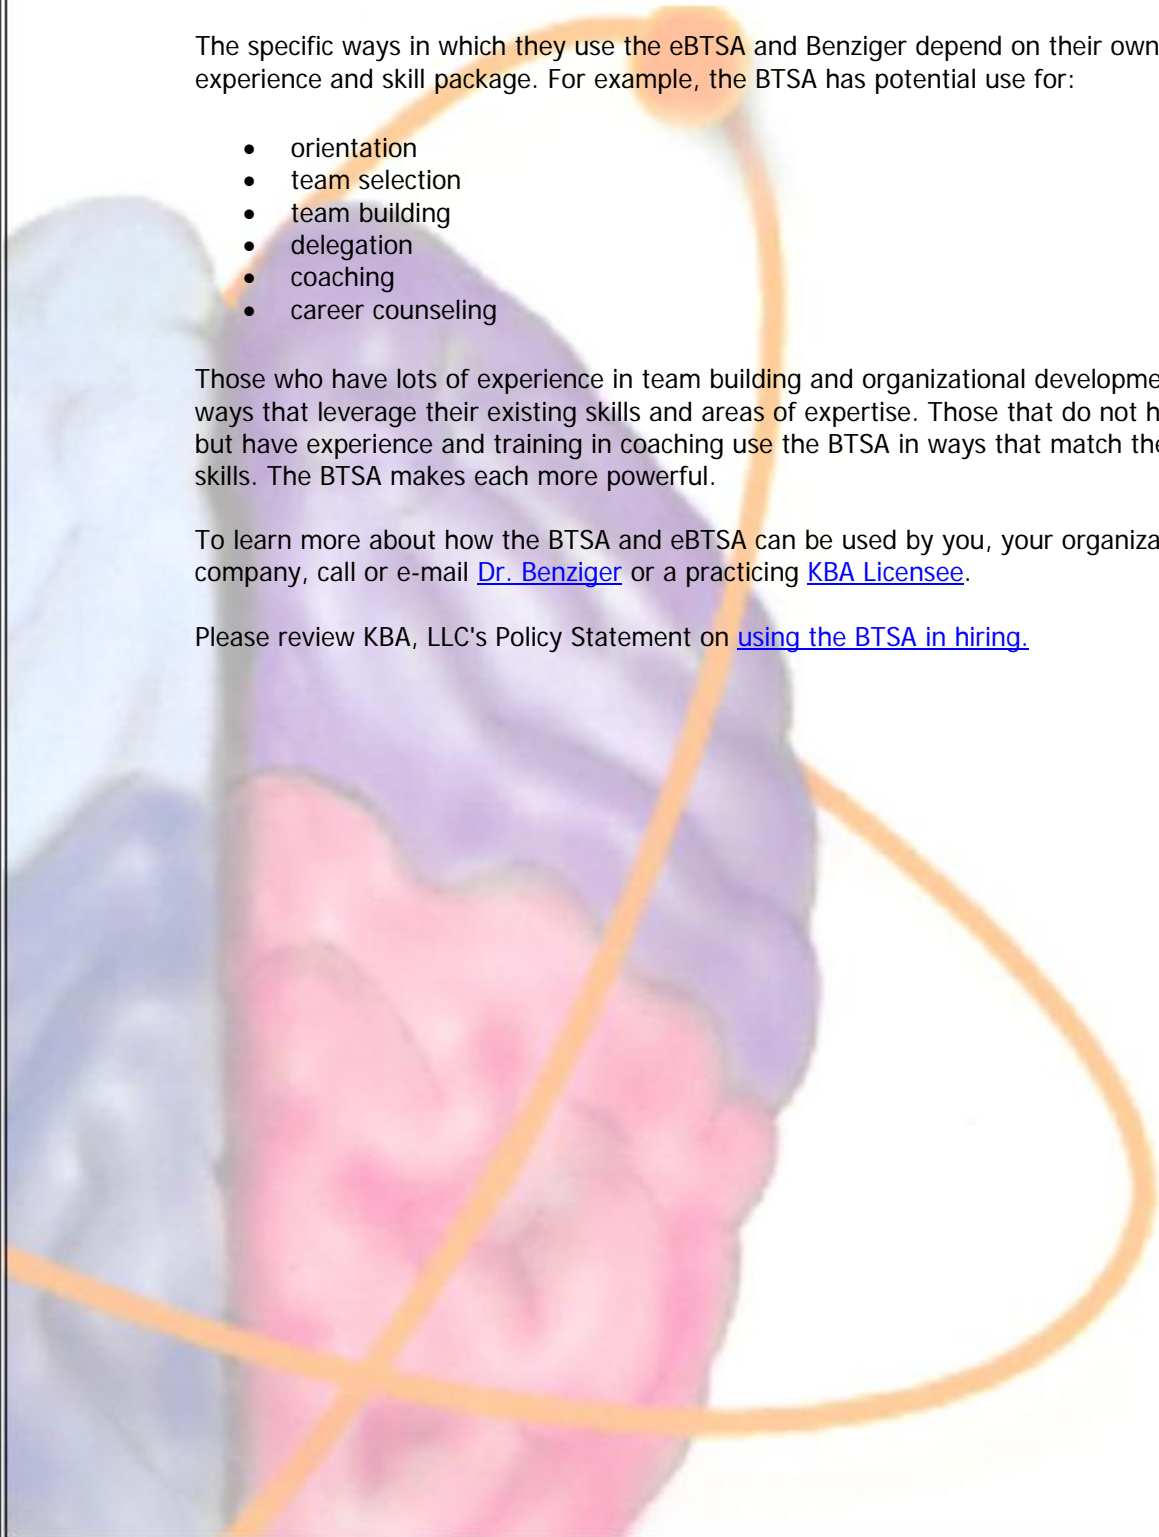 The specific ways in which they use the eBTSA and Benziger depend on their own
experience and skill package. For example, the BTSA has potential use for:
• orientation
• team selection
• team building
• delegation
• coaching
• career counseling
Those who have lots of experience in team building and organizational developme
ways that leverage their existing skills and areas of expertise. Those that do not h
but have experience and training in coaching use the BTSA in ways that match the
skills. The BTSA makes each more powerful.
To learn more about how the BTSA and eBTSA can be used by you, your organiza
company, call or e-mail Dr. Benziger or a practicing KBA Licensee.
Please review KBA, LLC's Policy Statement on using the BTSA in hiring.